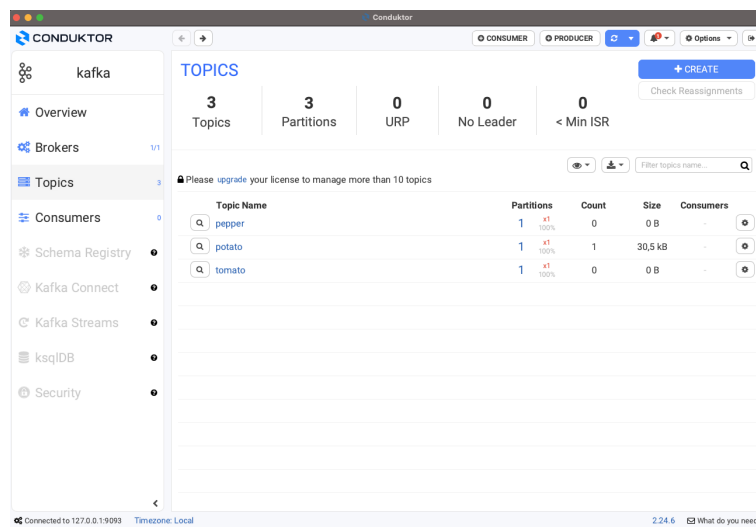 Conduktor
CONDUKTOR
CONSUMER
PRODUCER
Options
kafka
Overview
Brokers 1/1
Topics 3
Consumers 0
Schema Registry
Kafka Connect
Kafka Streams
ksqlDB
Security
TOPICS
+ CREATE
Check Reassignments
3 3 0 0 0
Topics Partitions URP No Leader < Min ISR
Filter topics name...
Please upgrade your license to manage more than 10 topics
Topic Name Partitions Count Size Consumers
pepper 1 x1 100% 0 0 B -
potato 1 x1 100% 1 30,5 kB -
tomato 1 x1 100% 0 0 B -
Connected to 127.0.0.1:9093 Timezone: Local 2.24.6 What do you need